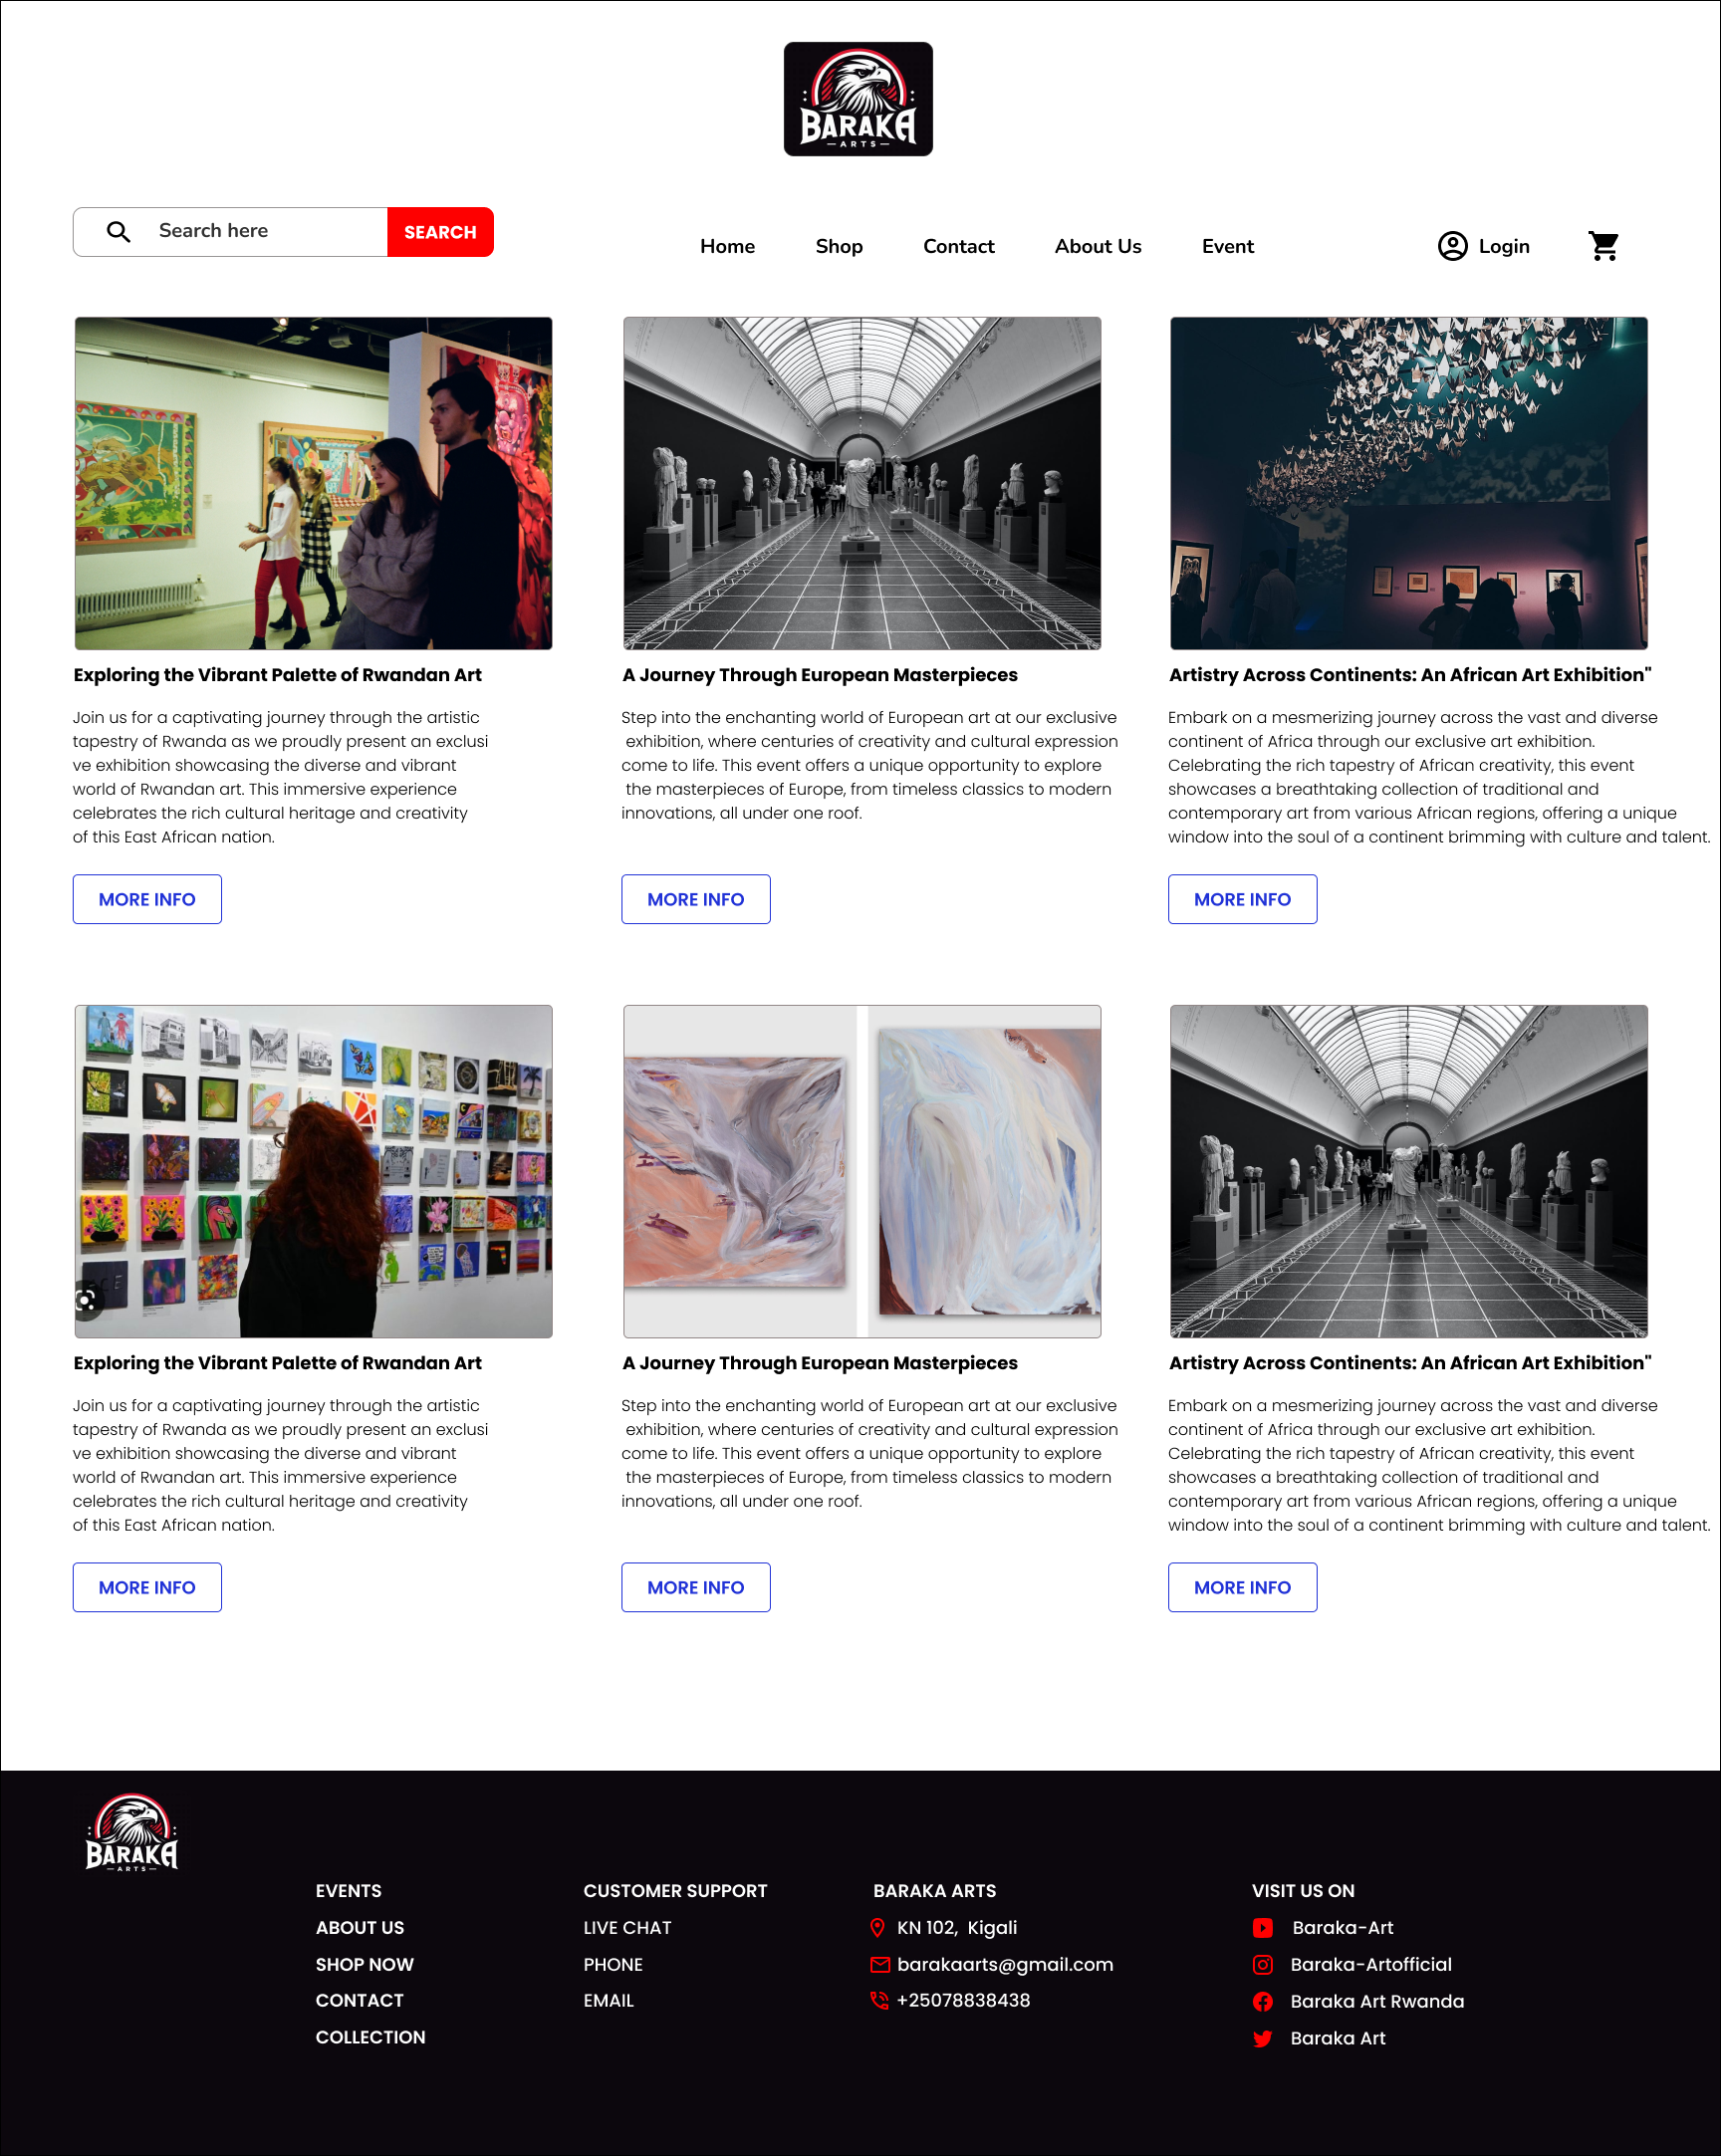 BARAKA
ARTS
Search here
SEARCH
Home
Shop
Contact
About Us
Event
Login
Exploring the Vibrant Palette of Rwandan Art
Join us for a captivating journey through the artistic
tapestry of Rwanda as we proudly present an exclusi
ve exhibition showcasing the diverse and vibrant
world of Rwandan art. This immersive experience
celebrates the rich cultural heritage and creativity
of this East African nation.
MORE INFO
A Journey Through European Masterpieces
Step into the enchanting world of European art at our exclusive
exhibition, where centuries of creativity and cultural expression
come to life. This event offers a unique opportunity to explore
the masterpieces of Europe, from timeless classics to modern
innovations, all under one roof.
MORE INFO
Artistry Across Continents: An African Art Exhibition"
Embark on a mesmerizing journey across the vast and diverse
continent of Africa through our exclusive art exhibition.
Celebrating the rich tapestry of African creativity, this event
showcases a breathtaking collection of traditional and
contemporary art from various African regions, offering a unique
window into the soul of a continent brimming with culture and talent.
MORE INFO
Exploring the Vibrant Palette of Rwandan Art
Join us for a captivating journey through the artistic
tapestry of Rwanda as we proudly present an exclusi
ve exhibition showcasing the diverse and vibrant
world of Rwandan art. This immersive experience
celebrates the rich cultural heritage and creativity
of this East African nation.
MORE INFO
A Journey Through European Masterpieces
Step into the enchanting world of European art at our exclusive
exhibition, where centuries of creativity and cultural expression
come to life. This event offers a unique opportunity to explore
the masterpieces of Europe, from timeless classics to modern
innovations, all under one roof.
MORE INFO
Artistry Across Continents: An African Art Exhibition"
Embark on a mesmerizing journey across the vast and diverse
continent of Africa through our exclusive art exhibition.
Celebrating the rich tapestry of African creativity, this event
showcases a breathtaking collection of traditional and
contemporary art from various African regions, offering a unique
window into the soul of a continent brimming with culture and talent.
MORE INFO
BARAKA
ARTS
EVENTS
ABOUT US
SHOP NOW
CONTACT
COLLECTION
CUSTOMER SUPPORT
LIVE CHAT
PHONE
EMAIL
BARAKA ARTS
KN 102, Kigali
barakaarts@gmail.com
+25078838438
VISIT US ON
Baraka-Art
Baraka-Artofficial
Baraka Art Rwanda
Baraka Art